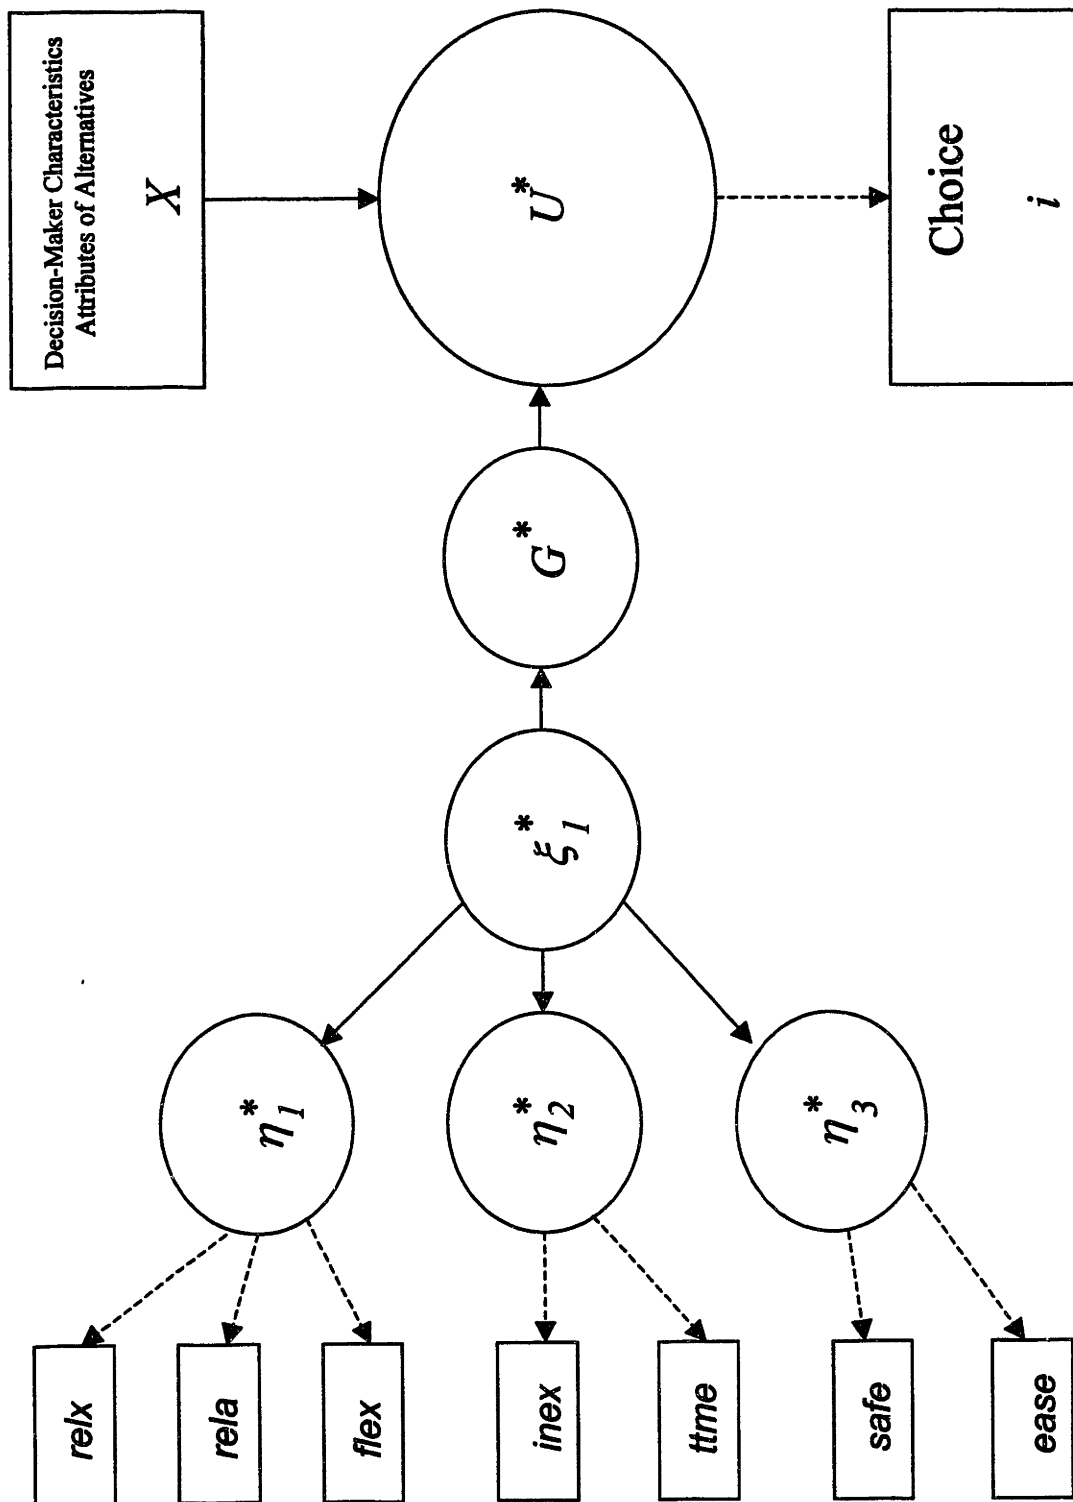 ease
safe
ttme
inex
flex
rela
relx
η*3
η*2
η*1
ξ*1
G*
Choice
i
U*
Decision-Maker Characteristics
Attributes of Alternatives
X